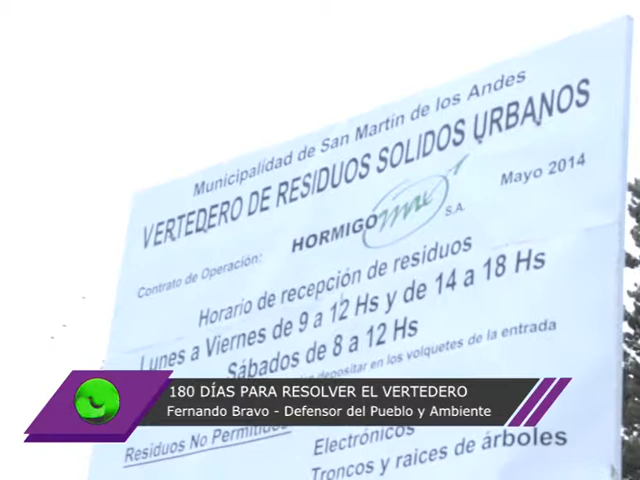 Municipalidad de San Martín de los Andes
VERTEDERO DE RESIDUOS SOLIDOS URBANOS
Mayo 2014
Contrato de Operación: HORMIGOnix S.A.
Horario de recepción de residuos
Lunes a Viernes de 9 a 12 Hs y de 14 a 18 Hs
Sábados de 8 a 12 Hs
depositar en los volquetes de la entrada
180 DÍAS PARA RESOLVER EL VERTEDERO
Fernando Bravo - Defensor del Pueblo y Ambiente
Residuos No Permitidos
Electrónicos
Troncos y raices de árboles